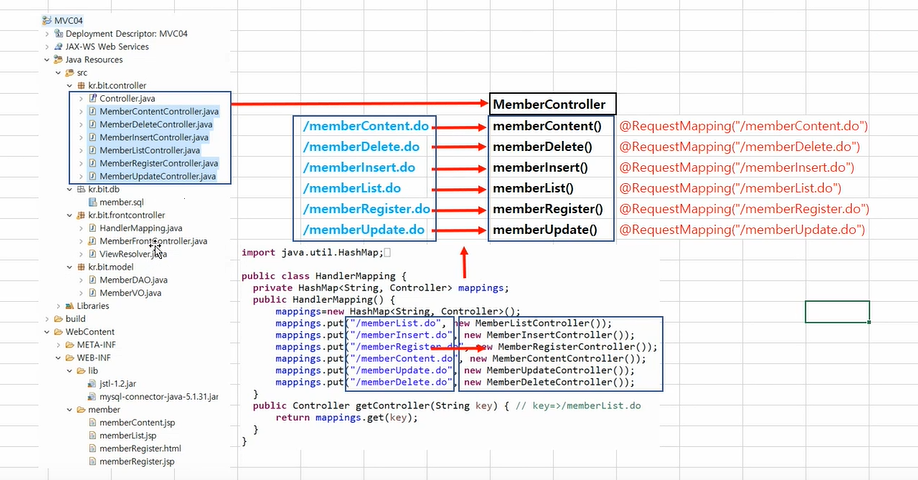 MVC04
Deployment Descriptor: MVC04
JAX-WS Web Services
Java Resources
src
kr.bit.controller
Controller.java
MemberContentController.java
MemberDeleteController.java
MemberInsertController.java
MemberListController.java
MemberRegisterController.java
MemberUpdateController.java
kr.bit.db
member.sql
kr.bit.frontcontroller
HandlerMapping.java
MemberFrontController.java
ViewResolver.java
kr.bit.model
MemberDAO.java
MemberVO.java
Libraries
build
WebContent
META-INF
WEB-INF
lib
jstl-1.2.jar
mysql-connector-java-5.1.31.jar
member
memberContent.jsp
memberList.jsp
memberRegister.html
memberRegister.jsp
MemberController
/memberContent.do memberContent() @RequestMapping("/memberContent.do")
/memberDelete.do memberDelete() @RequestMapping("/memberDelete.do")
/memberInsert.do memberInsert() @RequestMapping("/memberInsert.do")
/memberList.do memberList() @RequestMapping("/memberList.do")
/memberRegister.do memberRegister() @RequestMapping("/memberRegister.do")
/memberUpdate.do memberUpdate() @RequestMapping("/memberUpdate.do")
import java.util.HashMap;
public class HandlerMapping {
private HashMap<String, Controller> mappings;
public HandlerMapping() {
mappings=new HashMap<String, Controller>();
mappings.put("/memberList.do", new MemberListController());
mappings.put("/memberInsert.do", new MemberInsertController());
mappings.put("/memberRegister.do", new MemberRegisterController());
mappings.put("/memberContent.do", new MemberContentController());
mappings.put("/memberUpdate.do", new MemberUpdateController());
mappings.put("/memberDelete.do", new MemberDeleteController());
}
public Controller getController(String key) { // key=>/memberList.do
return mappings.get(key);
}
}